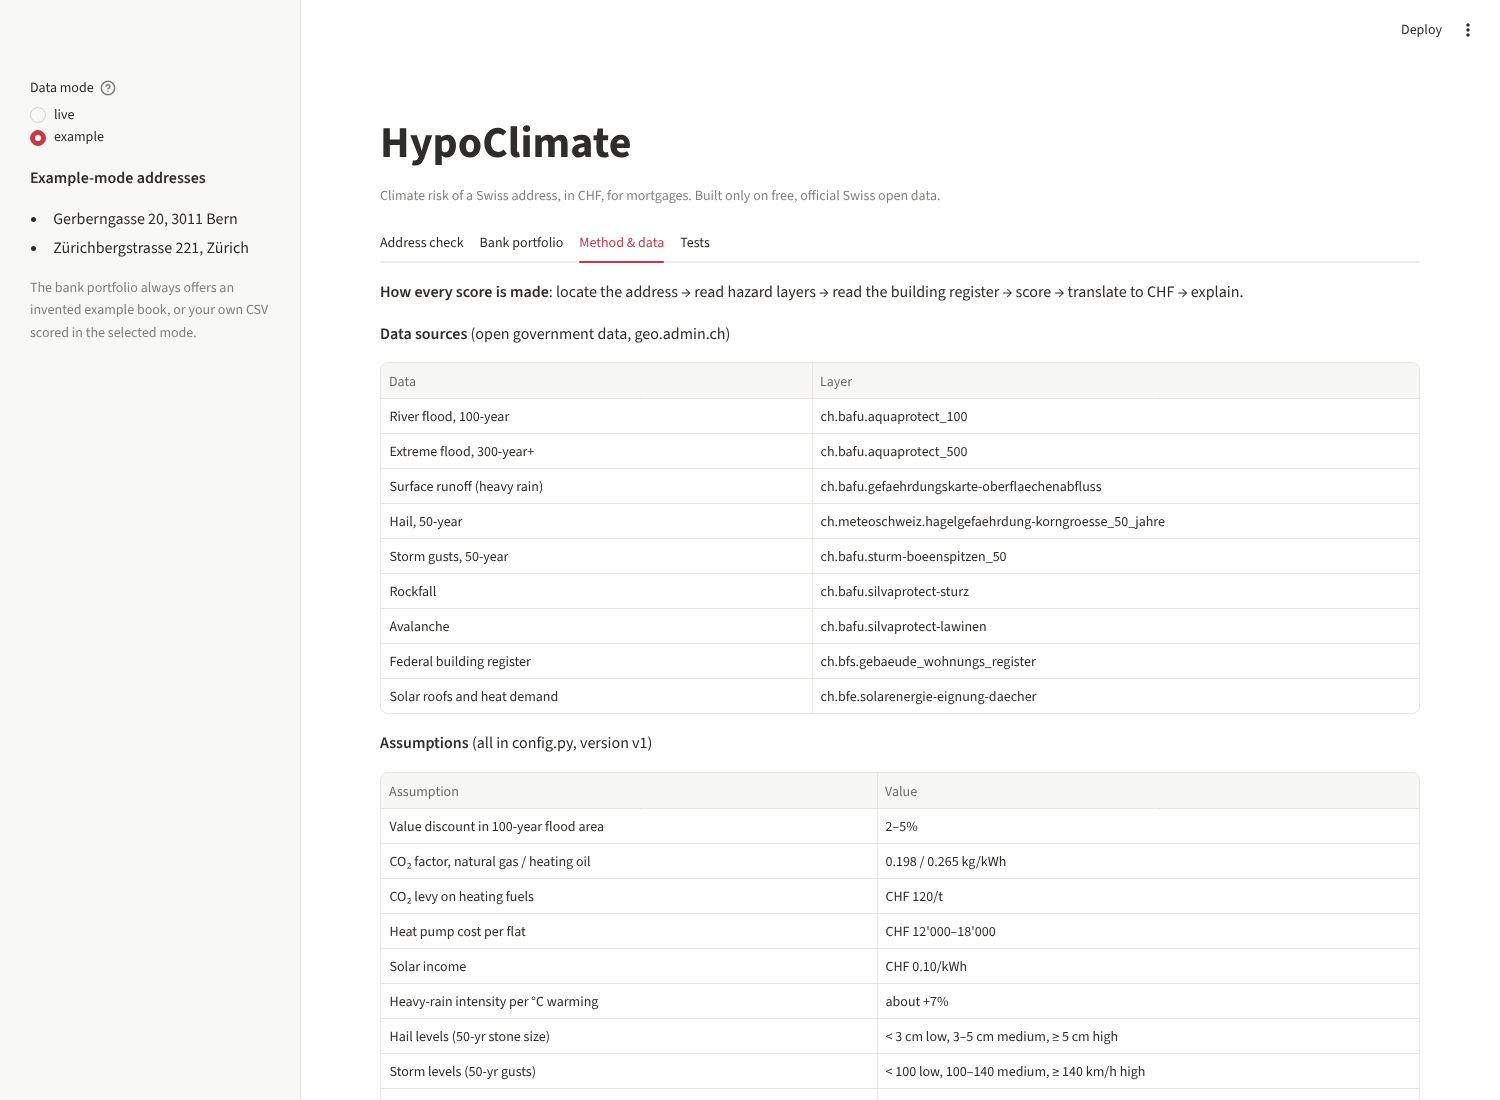 Deploy
Data mode
live
example
Example-mode addresses
Gerberngasse 20, 3011 Bern
Zürichbergstrasse 221, Zürich
The bank portfolio always offers an
invented example book, or your own CSV
scored in the selected mode.
HypoClimate
Climate risk of a Swiss address, in CHF, for mortgages. Built only on free, official Swiss open data.
Address check Bank portfolio Method & data Tests
How every score is made: locate the address → read hazard layers → read the building register → score → translate to CHF → explain.
Data sources (open government data, geo.admin.ch)
Data Layer
River flood, 100-year ch.bafu.aquaprotect_100
Extreme flood, 300-year+ ch.bafu.aquaprotect_500
Surface runoff (heavy rain) ch.bafu.gefaehrdungskarte-oberflaechenabfluss
Hail, 50-year ch.meteoschweiz.hagelgefaehrdung-korngroesse_50_jahre
Storm gusts, 50-year ch.bafu.sturm-boeenspitzen_50
Rockfall ch.bafu.silvaprotect-sturz
Avalanche ch.bafu.silvaprotect-lawinen
Federal building register ch.bfs.gebaeude_wohnungs_register
Solar roofs and heat demand ch.bfe.solarenergie-eignung-daecher
Assumptions (all in config.py, version v1)
Assumption Value
Value discount in 100-year flood area 2–5%
CO₂ factor, natural gas / heating oil 0.198 / 0.265 kg/kWh
CO₂ levy on heating fuels CHF 120/t
Heat pump cost per flat CHF 12'000–18'000
Solar income CHF 0.10/kWh
Heavy-rain intensity per °C warming about +7%
Hail levels (50-yr stone size) < 3 cm low, 3–5 cm medium, ≥ 5 cm high
Storm levels (50-yr gusts) < 100 low, 100–140 medium, ≥ 140 km/h high